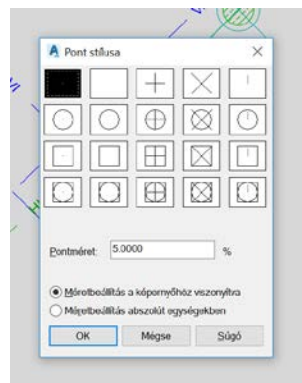 Pont stílusa
Pontméret: 5.0000 %
Méretbeállítás a képernyőhöz viszonyítva
Méretbeállítás abszolút egységekben
OK Mégse Súgó